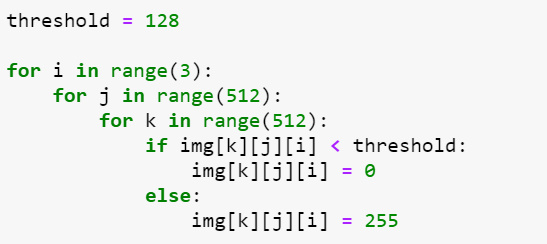 threshold = 128
for i in range(3):
    for j in range(512):
        for k in range(512):
            if img[k][j][i] < threshold:
                img[k][j][i] = 0
            else:
                img[k][j][i] = 255